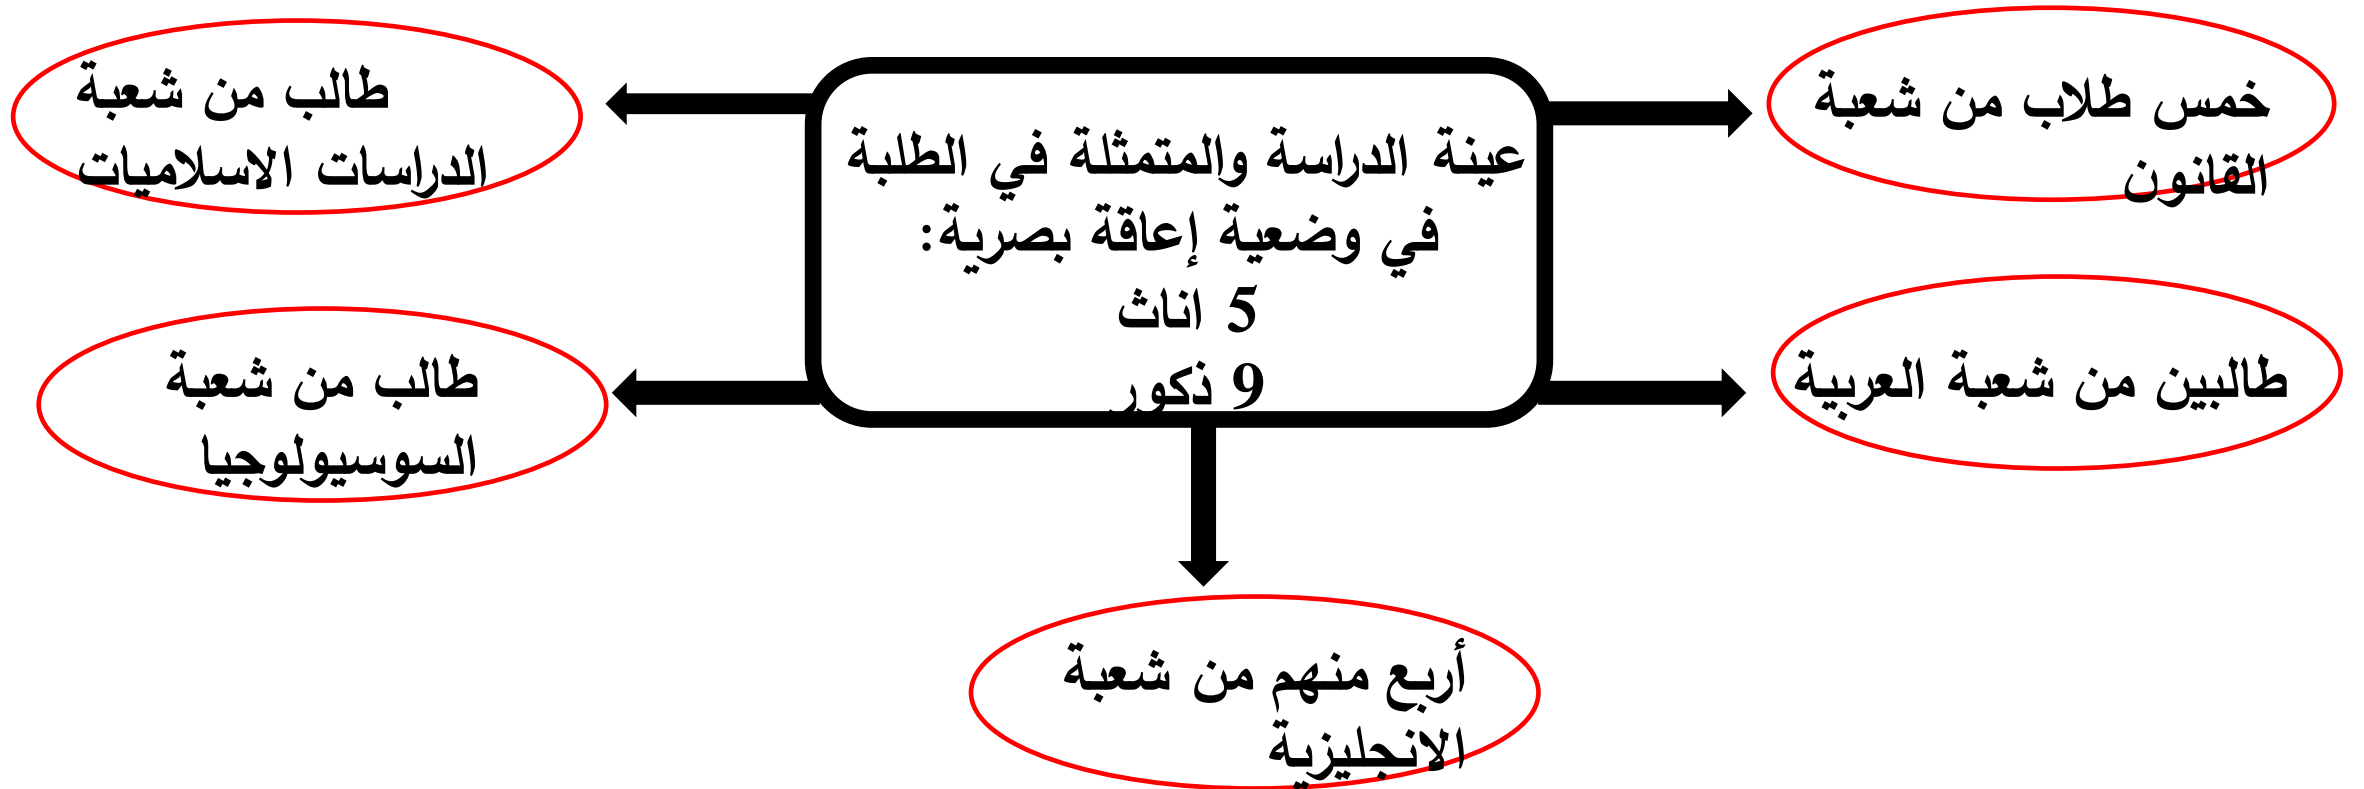 عينة الدراسة والمتمثلة في الطلبة
في وضعية إعاقة بصرية:
5 اناث
9 ذكور
خمس طلاب من شعبة
القانون
طالبين من شعبة العربية
أربع منهم من شعبة
الإنجليزية
طالب من شعبة
الدراسات الاسلاميات
طالب من شعبة
السوسيولوجيا